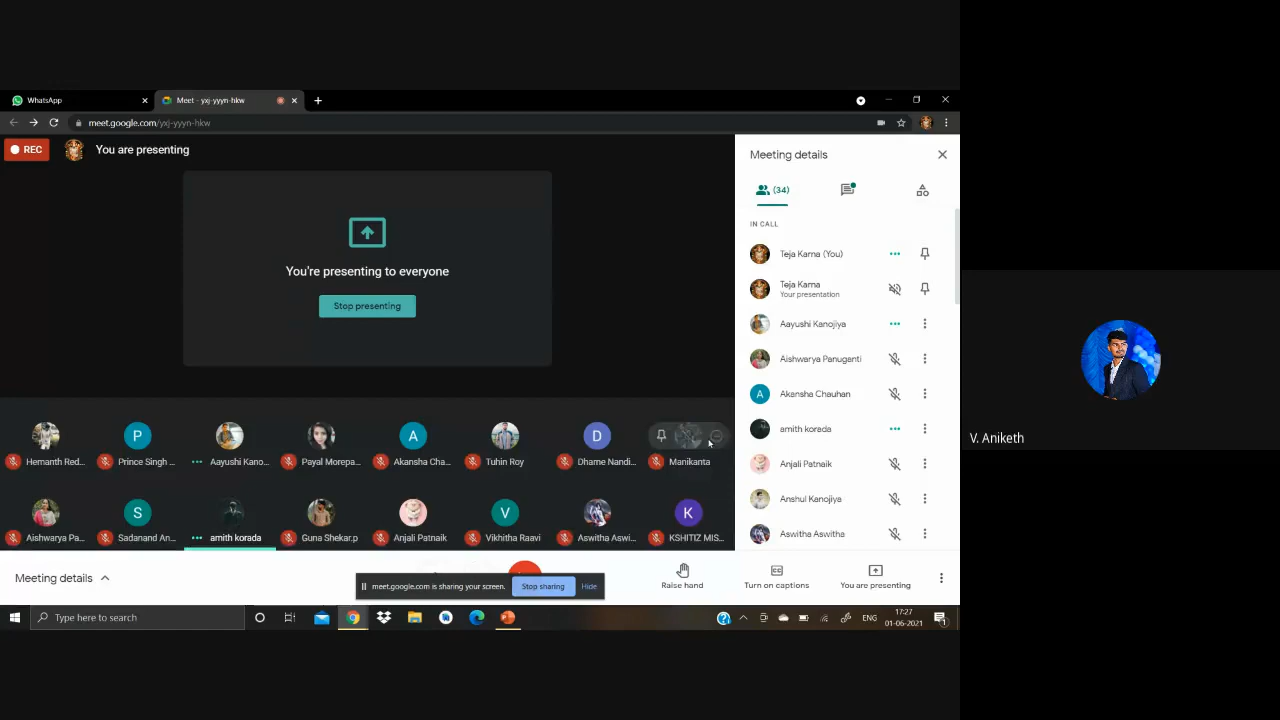 WhatsApp
Meet - yxj-yyyn-hkw
meet.google.com/yxj-yyyn-hkw
REC
You are presenting
You're presenting to everyone
Stop presenting
Meeting details
(34)
IN CALL
Teja Karna (You)
Teja Karna
Your presentation
Aayushi Kanojiya
Aishwarya Panuganti
A
Akansha Chauhan
amith korada
Anjali Patnaik
Anshul Kanojiya
Aswitha Aswitha
P
A
D
Hemanth Red...
Prince Singh ...
Aayushi Kano...
Payal Morepa...
Akansha Cha...
Tuhin Roy
Dhame Nandi...
Manikanta
S
V
K
Aishwarya Pa...
Sadanand An...
amith korada
Guna Shekar.p
Anjali Patnaik
Vikhitha Raavi
Aswitha Aswi...
KSHITIZ MIS...
V. Aniketh
Meeting details
meet.google.com is sharing your screen.
Stop sharing
Hide
Raise hand
Turn on captions
You are presenting
Type here to search
ENG
17:27
01-06-2021